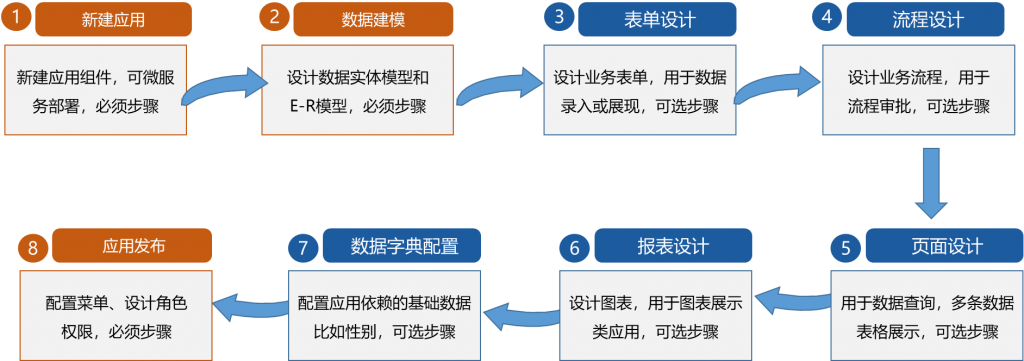 1 新建应用
新建应用组件，可微服
务部署，必须步骤
2 数据建模
设计数据实体模型和
E-R模型，必须步骤
3 表单设计
设计业务表单，用于数据
录入或展现，可选步骤
4 流程设计
设计业务流程，用于
流程审批，可选步骤
5 页面设计
用于数据查询，多条数据
表格展示，可选步骤
6 报表设计
设计图表，用于图表展示
类应用，可选步骤
7 数据字典配置
配置应用依赖的基础数据
比如性别，可选步骤
8 应用发布
配置菜单、设计角色
权限，必须步骤